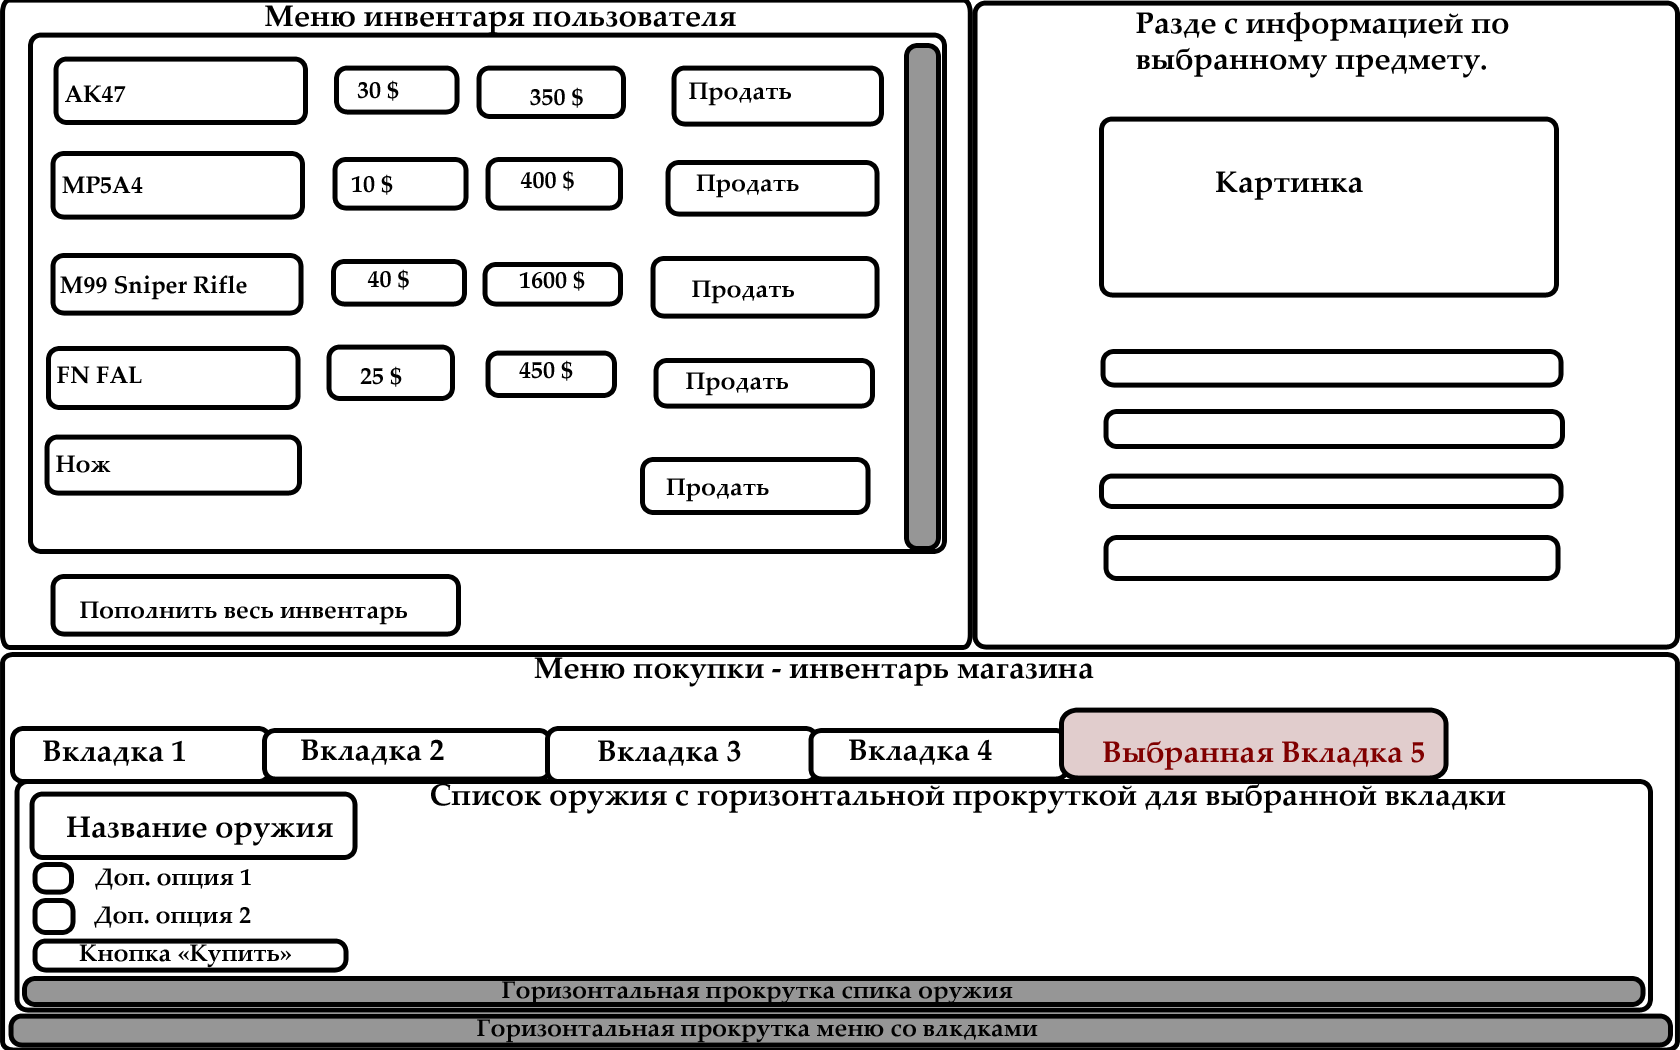 Меню инвентаря пользователя
AK47
30 $
350 $
Продать
MP5A4
10 $
400 $
Продать
M99 Sniper Rifle
40 $
1600 $
Продать
FN FAL
25 $
450 $
Продать
Нож
Продать
Пополнить весь инвентарь
Разде с информацией по
выбранному предмету.
Картинка
Меню покупки - инвентарь магазина
Вкладка 1
Вкладка 2
Вкладка 3
Вкладка 4
Выбранная Вкладка 5
Список оружия с горизонтальной прокруткой для выбранной вкладки
Название оружия
Доп. опция 1
Доп. опция 2
Кнопка «Купить»
Горизонтальная прокрутка спика оружия
Горизонтальная прокрутка меню со влкдками